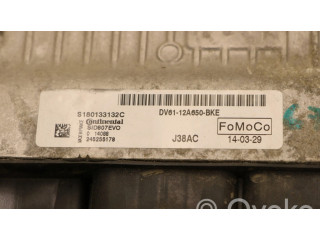 S180133132C
Continental
SID807EVO
DV61-12A650-BKE
J38AC
FoMoCo
14-03-29
OVOKO